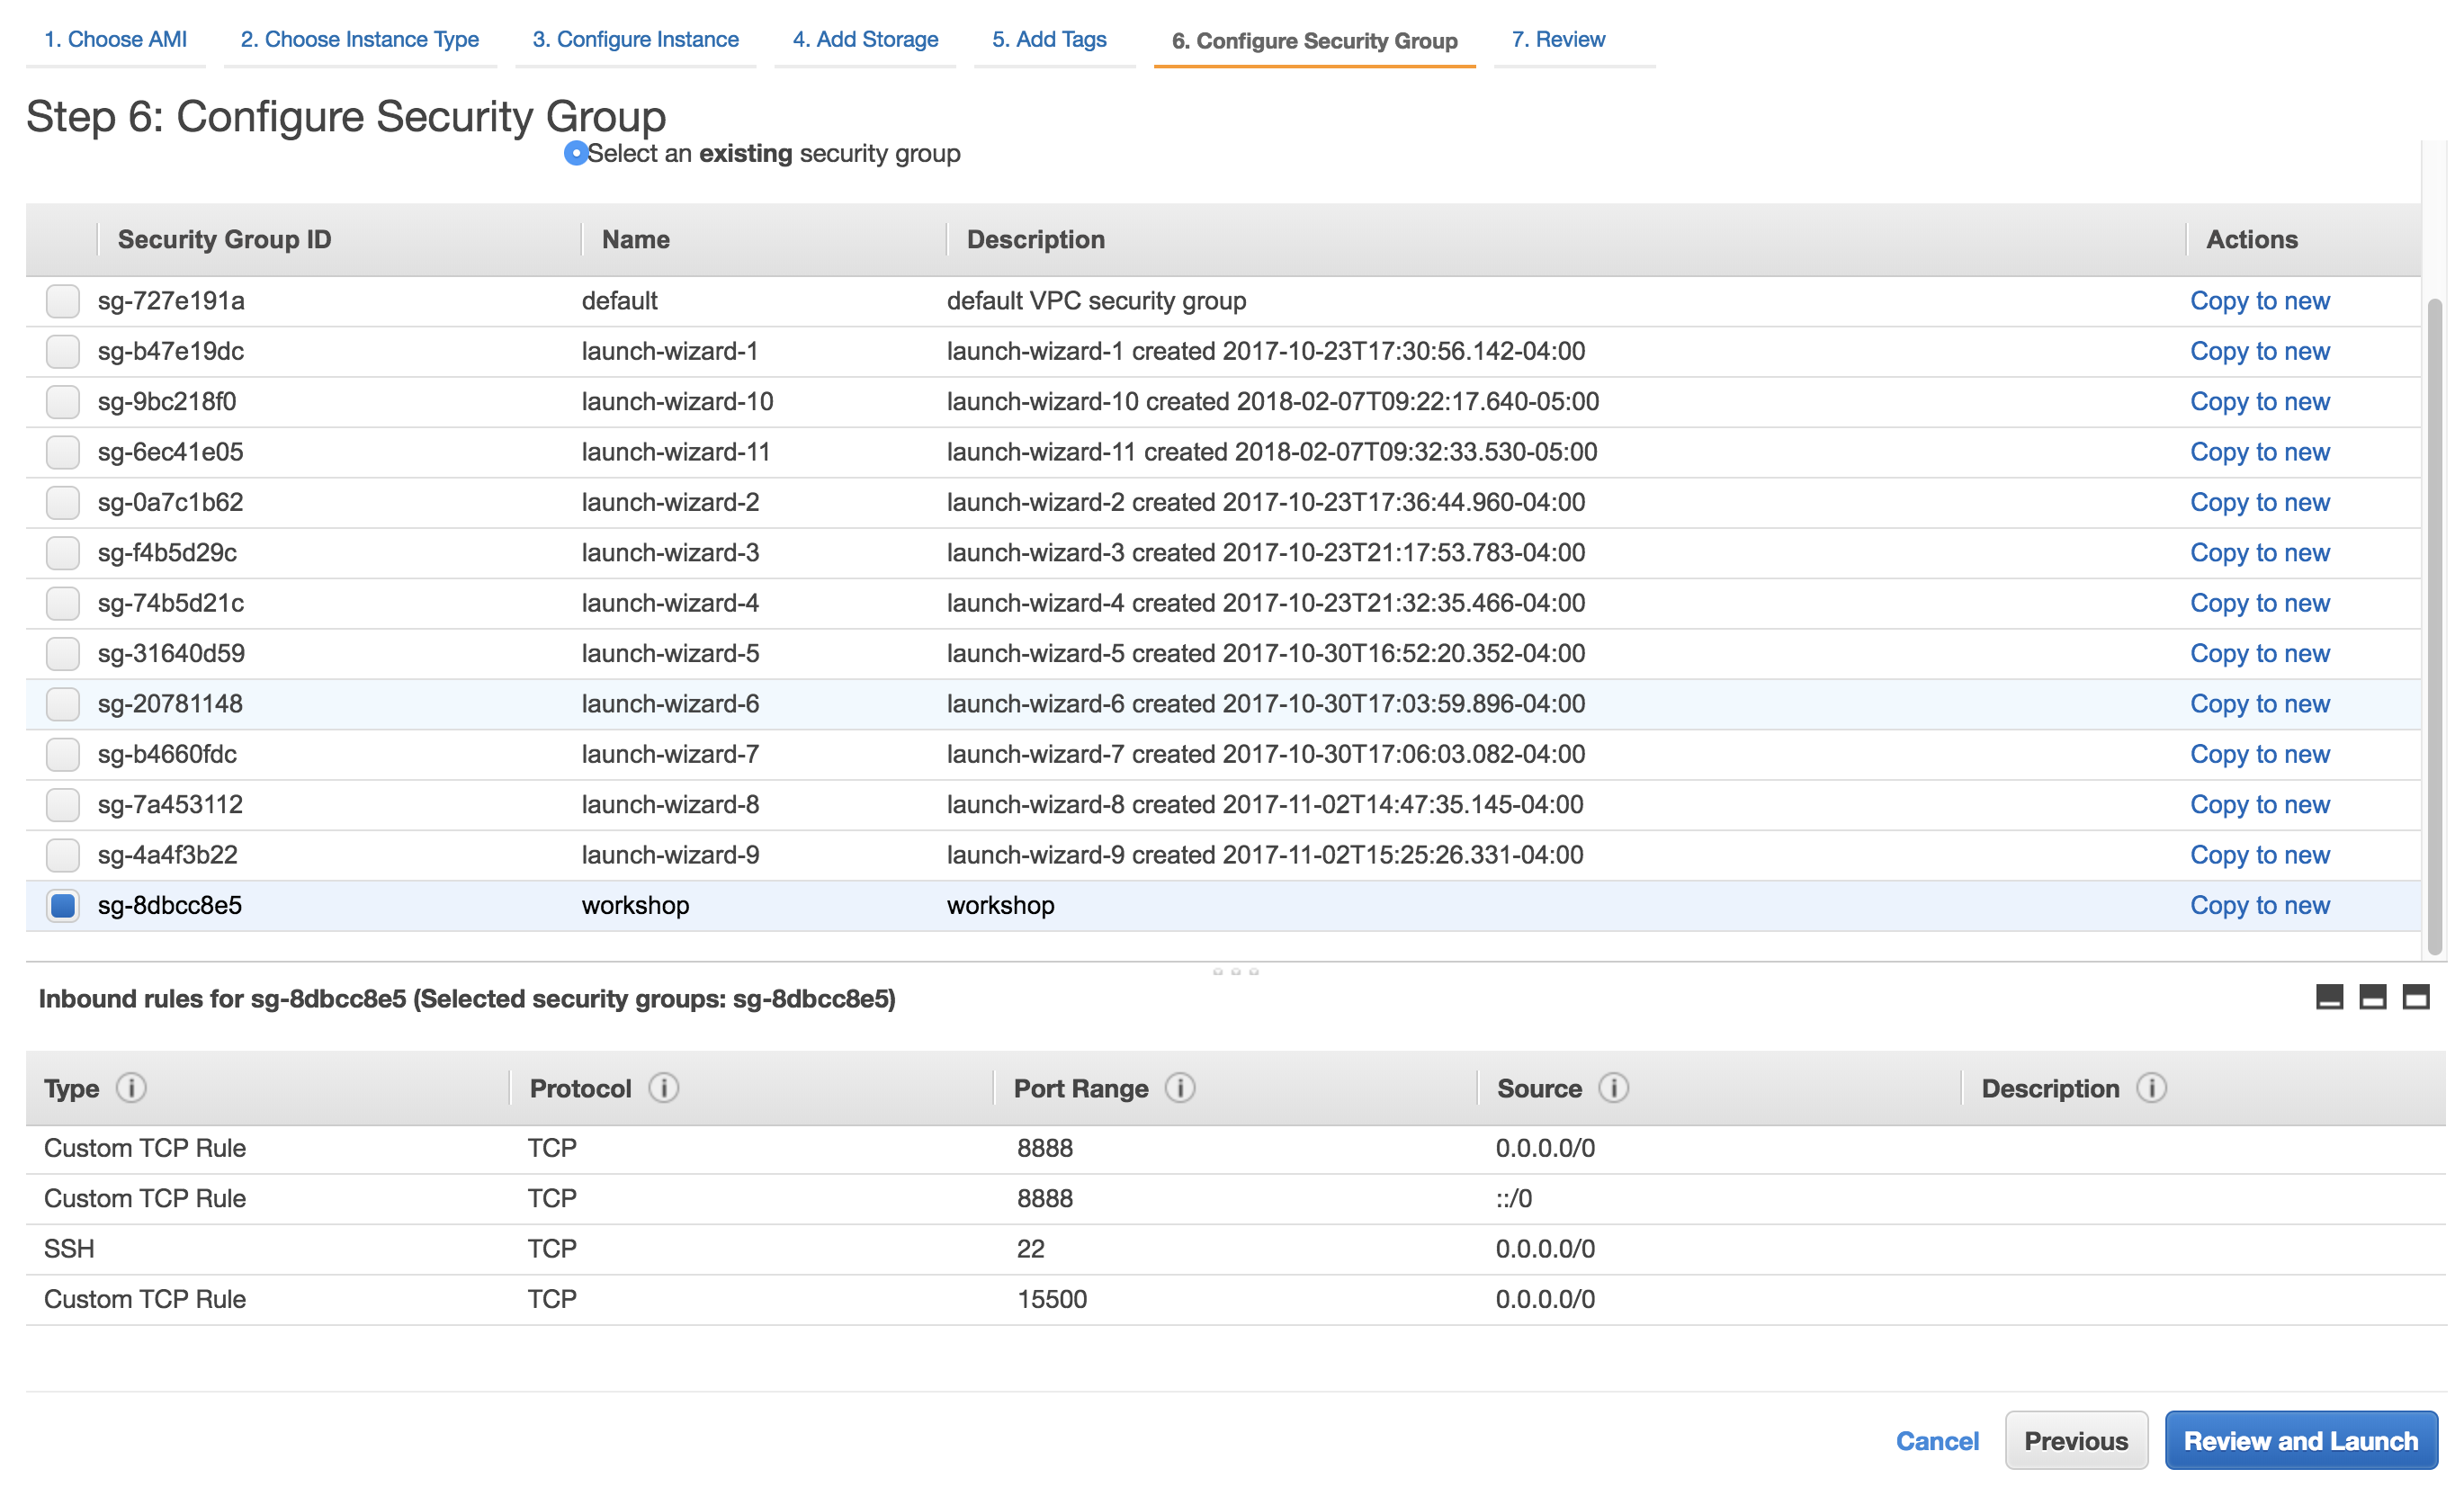 1. Choose AMI 2. Choose Instance Type 3. Configure Instance 4. Add Storage 5. Add Tags 6. Configure Security Group 7. Review
Step 6: Configure Security Group
Select an existing security group
Security Group ID Name Description Actions
sg-727e191a default default VPC security group Copy to new
sg-b47e19dc launch-wizard-1 launch-wizard-1 created 2017-10-23T17:30:56.142-04:00 Copy to new
sg-9bc218f0 launch-wizard-10 launch-wizard-10 created 2018-02-07T09:22:17.640-05:00 Copy to new
sg-6ec41e05 launch-wizard-11 launch-wizard-11 created 2018-02-07T09:32:33.530-05:00 Copy to new
sg-0a7c1b62 launch-wizard-2 launch-wizard-2 created 2017-10-23T17:36:44.960-04:00 Copy to new
sg-f4b5d29c launch-wizard-3 launch-wizard-3 created 2017-10-23T21:17:53.783-04:00 Copy to new
sg-74b5d21c launch-wizard-4 launch-wizard-4 created 2017-10-23T21:32:35.466-04:00 Copy to new
sg-31640d59 launch-wizard-5 launch-wizard-5 created 2017-10-30T16:52:20.352-04:00 Copy to new
sg-20781148 launch-wizard-6 launch-wizard-6 created 2017-10-30T17:03:59.896-04:00 Copy to new
sg-b4660fdc launch-wizard-7 launch-wizard-7 created 2017-10-30T17:06:03.082-04:00 Copy to new
sg-7a453112 launch-wizard-8 launch-wizard-8 created 2017-11-02T14:47:35.145-04:00 Copy to new
sg-4a4f3b22 launch-wizard-9 launch-wizard-9 created 2017-11-02T15:25:26.331-04:00 Copy to new
sg-8dbcc8e5 workshop workshop Copy to new
Inbound rules for sg-8dbcc8e5 (Selected security groups: sg-8dbcc8e5)
Type i Protocol i Port Range i Source i Description i
Custom TCP Rule TCP 8888 0.0.0.0/0
Custom TCP Rule TCP 8888 ::/0
SSH TCP 22 0.0.0.0/0
Custom TCP Rule TCP 15500 0.0.0.0/0
Cancel Previous Review and Launch